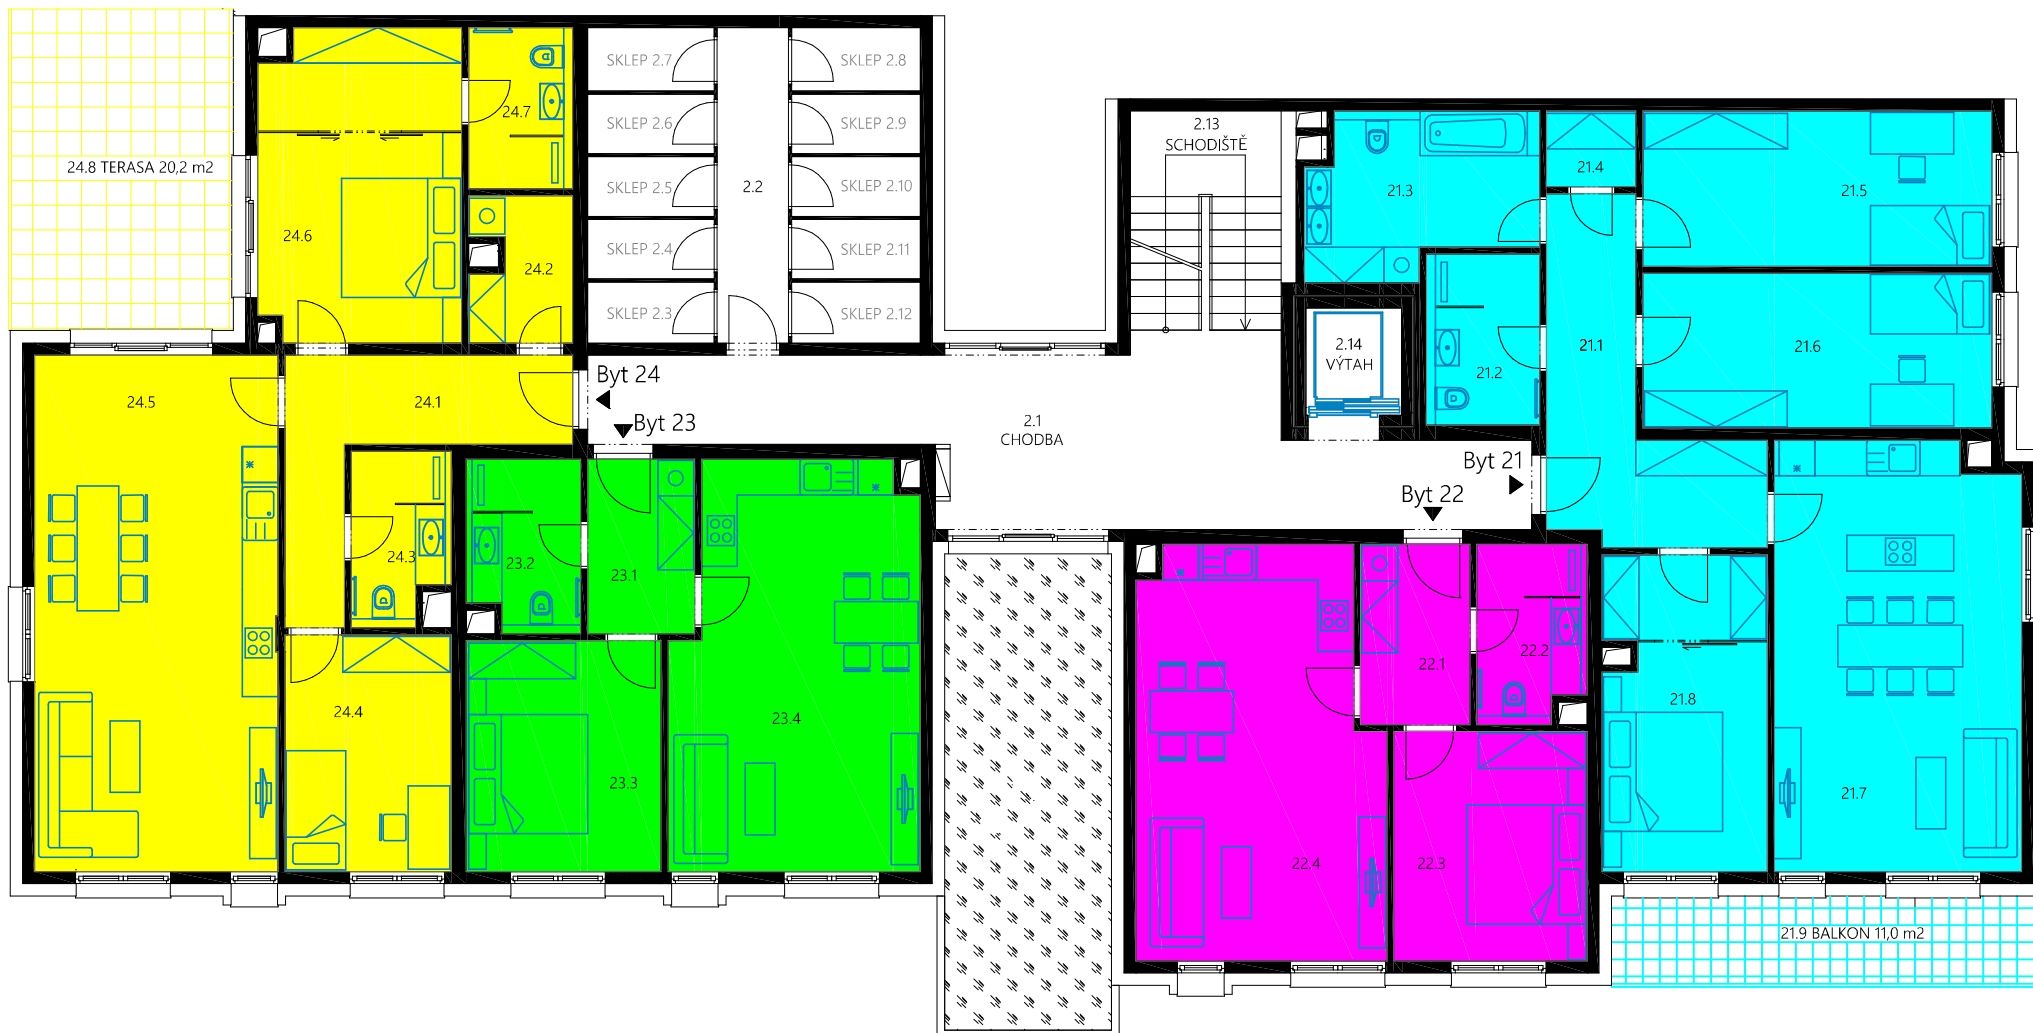 SKLEP 2.7
SKLEP 2.8
24.7
SKLEP 2.6
SKLEP 2.9
2.13
SCHODIŠTĚ
24.8 TERASA 20,2 m2
SKLEP 2.5
2.2
SKLEP 2.10
21.3
21.4
21.5
24.6
SKLEP 2.4
SKLEP 2.11
24.2
SKLEP 2.3
SKLEP 2.12
2.14
VÝTAH
21.1
21.6
21.2
Byt 24
24.5
24.1
Byt 23
2.1
CHODBA
Byt 21
Byt 22
24.3
23.2
23.1
22.1
22.2
24.4
23.4
21.8
23.3
21.7
22.4
22.3
21.9 BALKON 11,0 m2